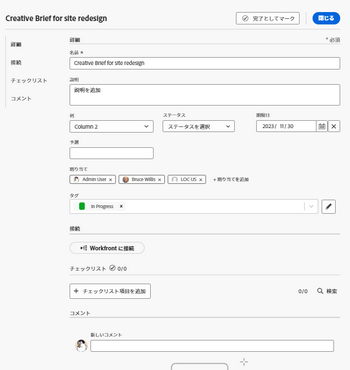 Creative Brief for site redesign
完了としてマーク
閉じる
詳細
接続
チェックリスト
コメント
詳細
* 必須
名前 *
Creative Brief for site redesign
説明
説明を追加
列
Column 2
ステータス
ステータスを選択
期限日
2023/ 11/ 30
予測
割り当て
Admin User ×
Bruce Willis ×
LOC US ×
+ 割り当てを追加
タグ
In Progress ×
接続
Workfront に接続
チェックリスト 0/0
+ チェックリスト項目を追加
0/0
検索
コメント
新しいコメント